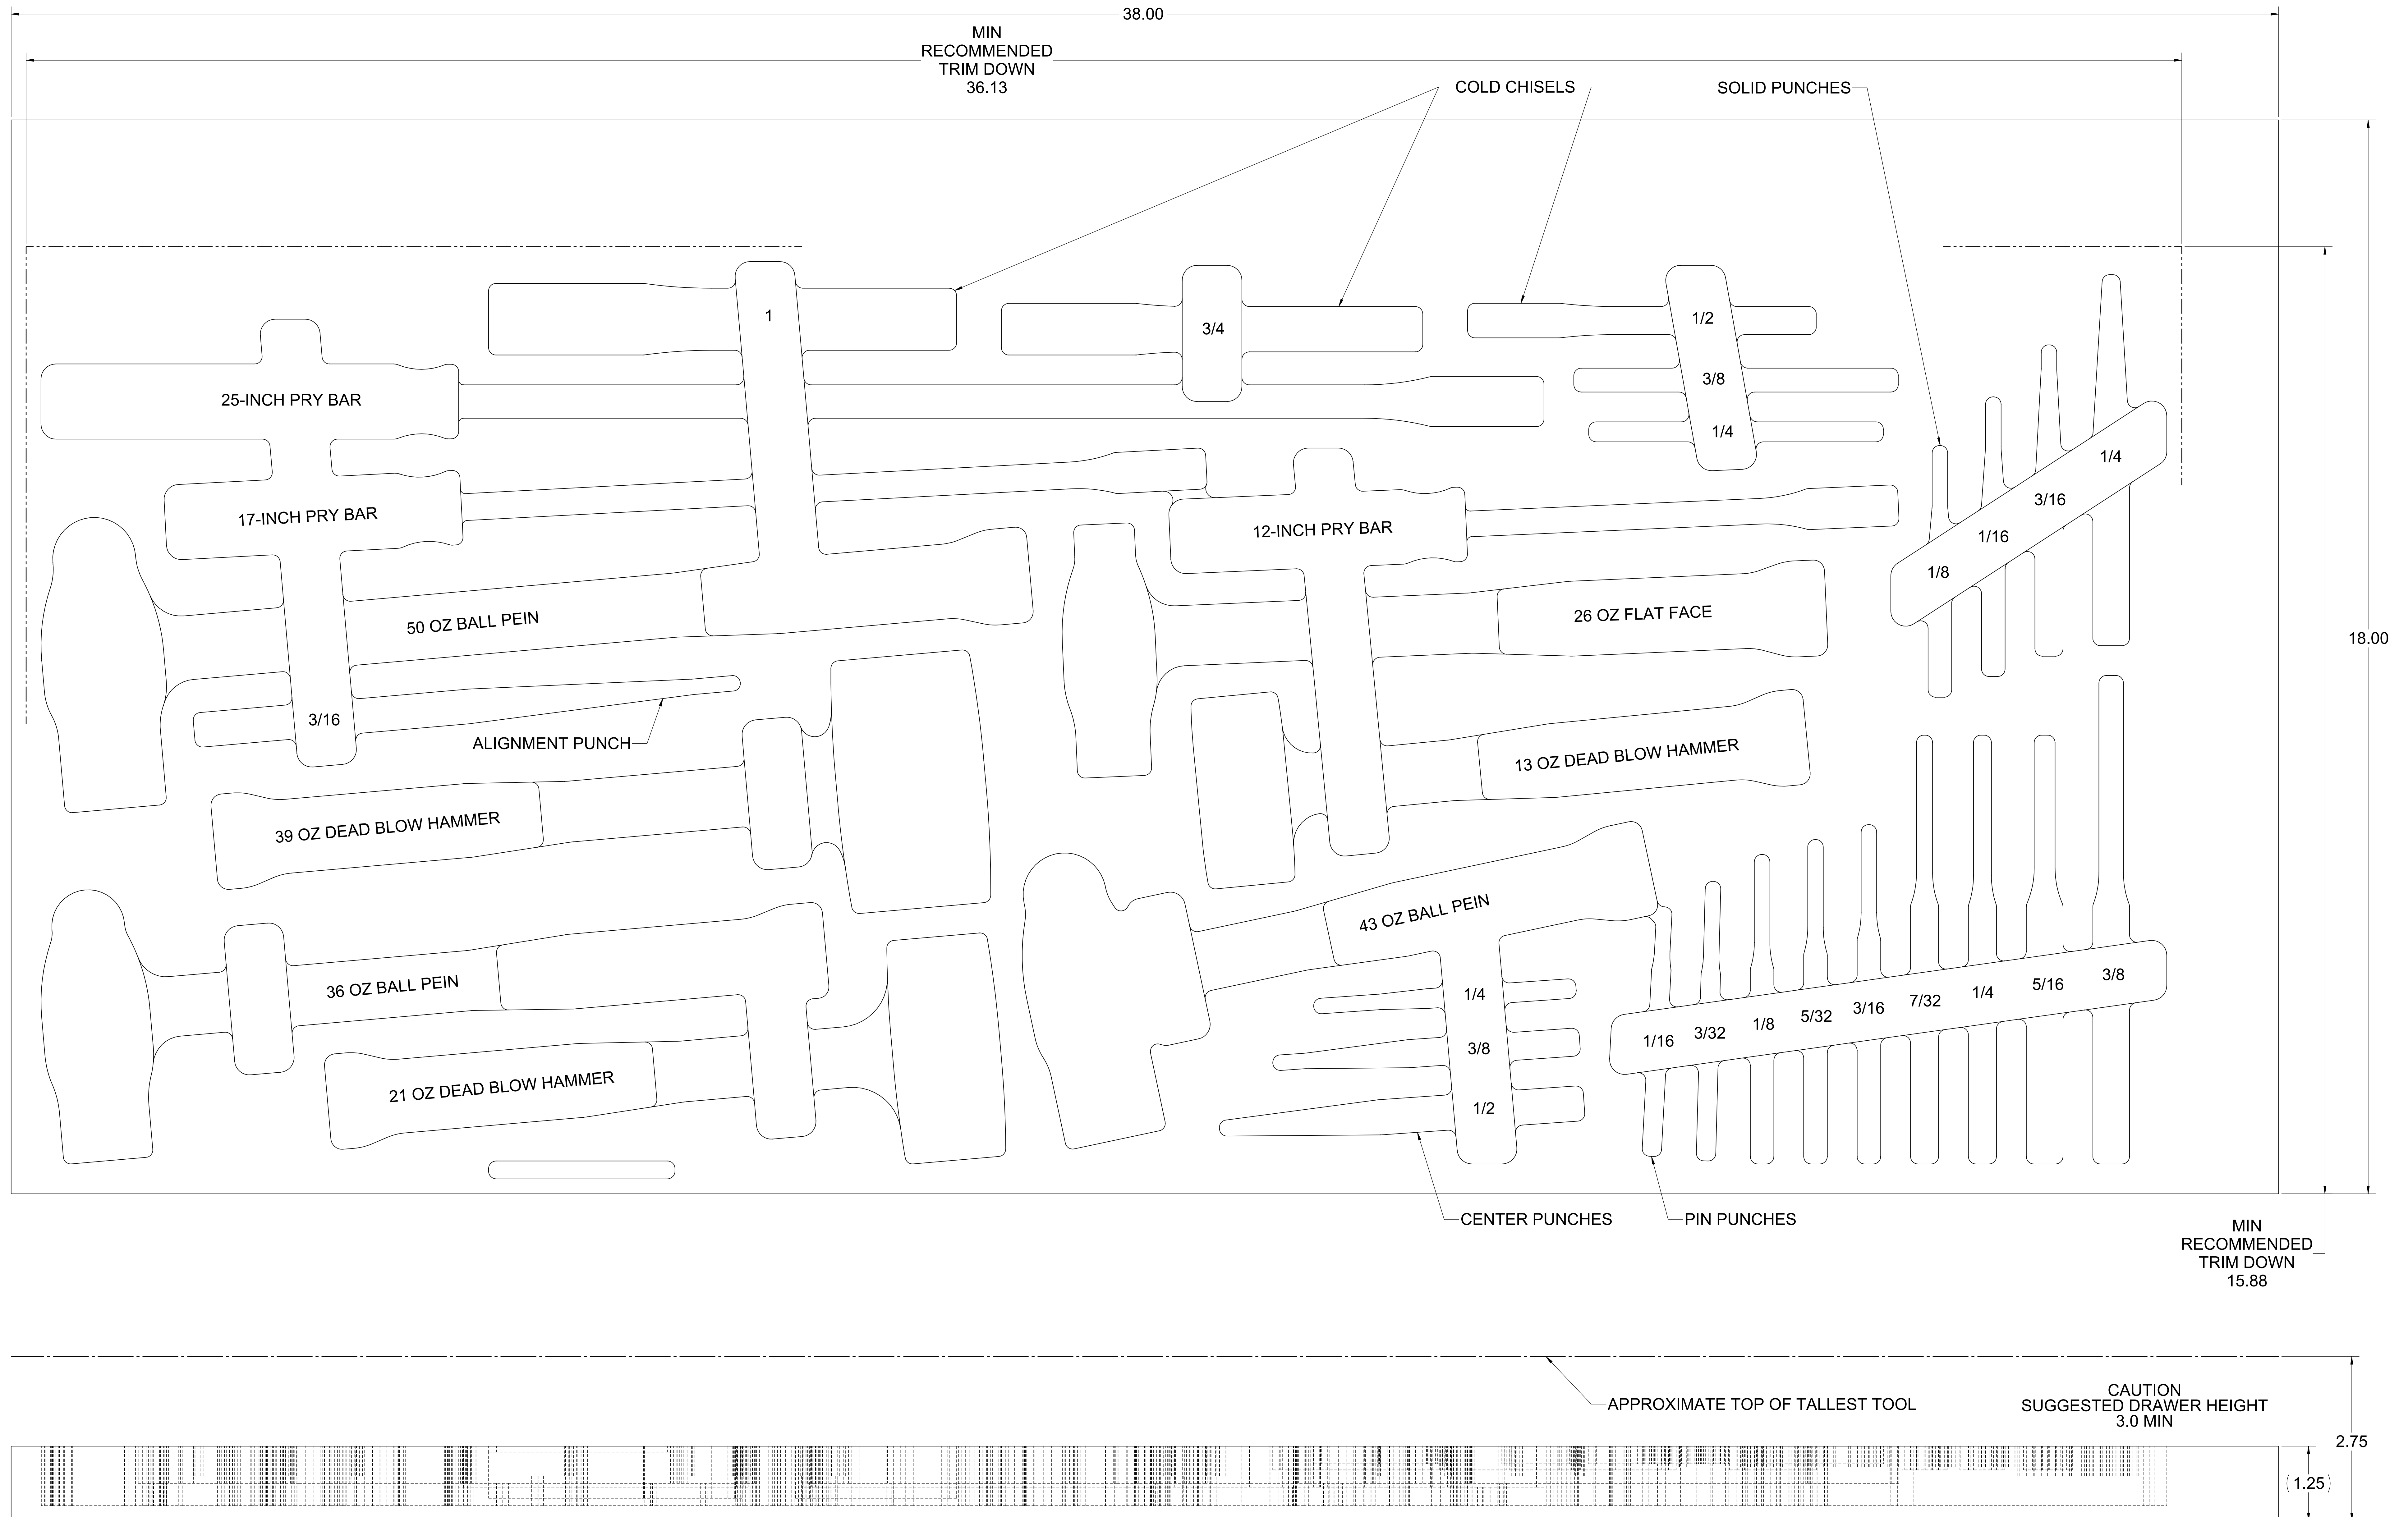 38.00
MIN
RECOMMENDED
TRIM DOWN
36.13
COLD CHISELS
SOLID PUNCHES
1
3/4
1/2
3/8
1/4
25-INCH PRY BAR
17-INCH PRY BAR
12-INCH PRY BAR
1/4
3/16
1/16
1/8
50 OZ BALL PEIN
26 OZ FLAT FACE
18.00
3/16
ALIGNMENT PUNCH
13 OZ DEAD BLOW HAMMER
39 OZ DEAD BLOW HAMMER
43 OZ BALL PEIN
36 OZ BALL PEIN
21 OZ DEAD BLOW HAMMER
1/4
3/8
1/2
1/16
3/32
1/8
5/32
3/16
7/32
1/4
5/16
3/8
CENTER PUNCHES
PIN PUNCHES
MIN
RECOMMENDED
TRIM DOWN
15.88
APPROXIMATE TOP OF TALLEST TOOL
CAUTION
SUGGESTED DRAWER HEIGHT
3.0 MIN
2.75
(1.25)